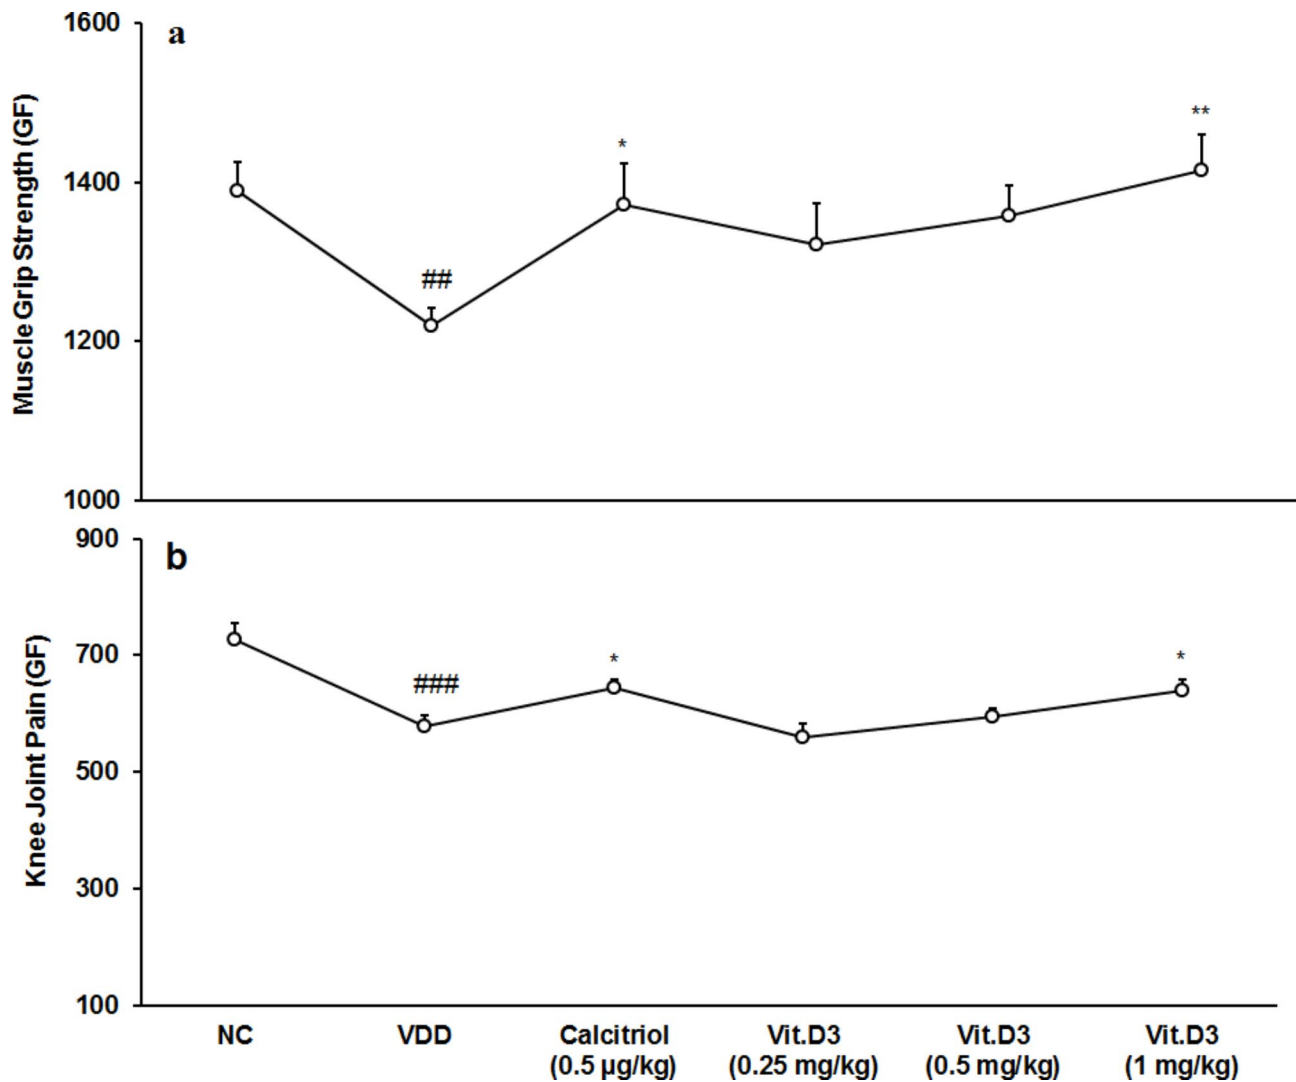 a
Muscle Grip Strength (GF)
1600
1400
1200
1000
##
*
**
b
Knee Joint Pain (GF)
900
700
500
300
100
###
*
*
NC
VDD
Calcitriol
(0.5 µg/kg)
Vit.D3
(0.25 mg/kg)
Vit.D3
(0.5 mg/kg)
Vit.D3
(1 mg/kg)